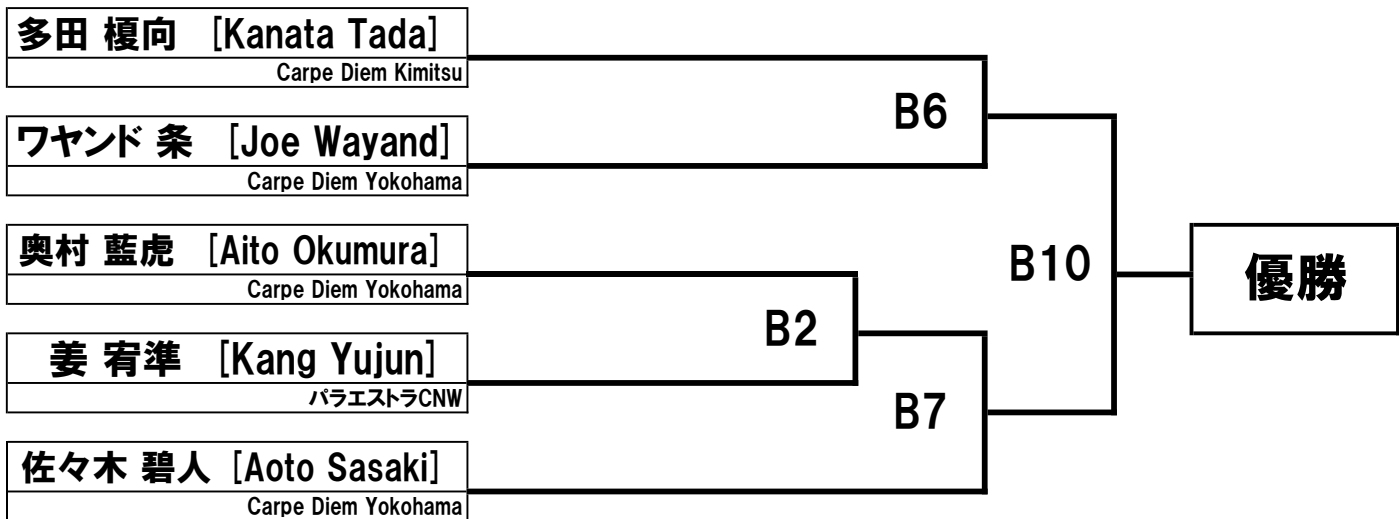 多田 榎向 [Kanata Tada]
Carpe Diem Kimitsu
B6
ワヤンド 条 [Joe Wayand]
Carpe Diem Yokohama
奥村 藍虎 [Aito Okumura]
Carpe Diem Yokohama
B10
優勝
B2
姜 宥準 [Kang Yujun]
パラエストラCNW
B7
佐々木 碧人 [Aoto Sasaki]
Carpe Diem Yokohama